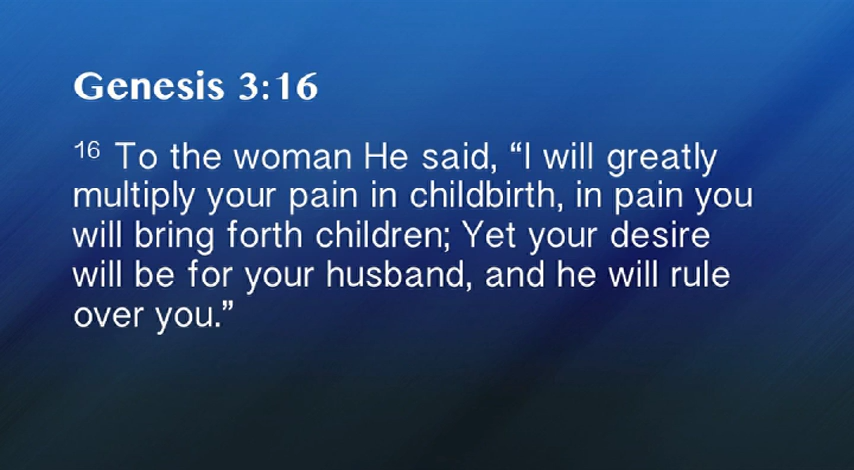 Genesis 3:16
16 To the woman He said, “I will greatly
multiply your pain in childbirth, in pain you
will bring forth children; Yet your desire
will be for your husband, and he will rule
over you.”